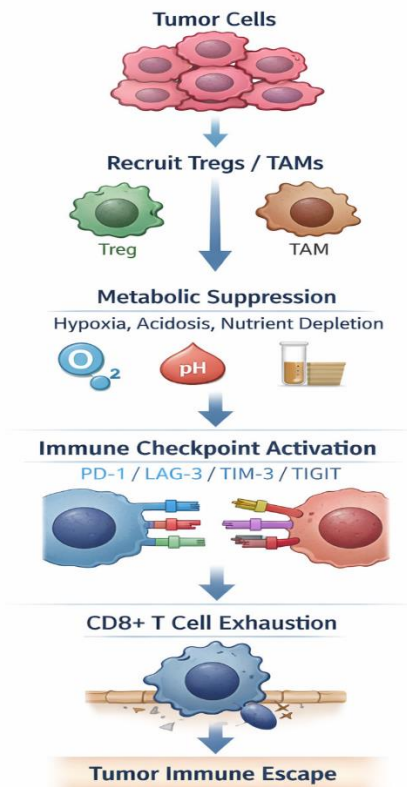 Tumor Cells
Recruit Tregs / TAMs
Treg
TAM
Metabolic Suppression
Hypoxia, Acidosis, Nutrient Depletion
O2
pH
Immune Checkpoint Activation
PD-1 / LAG-3 / TIM-3 / TIGIT
CD8+ T Cell Exhaustion
Tumor Immune Escape